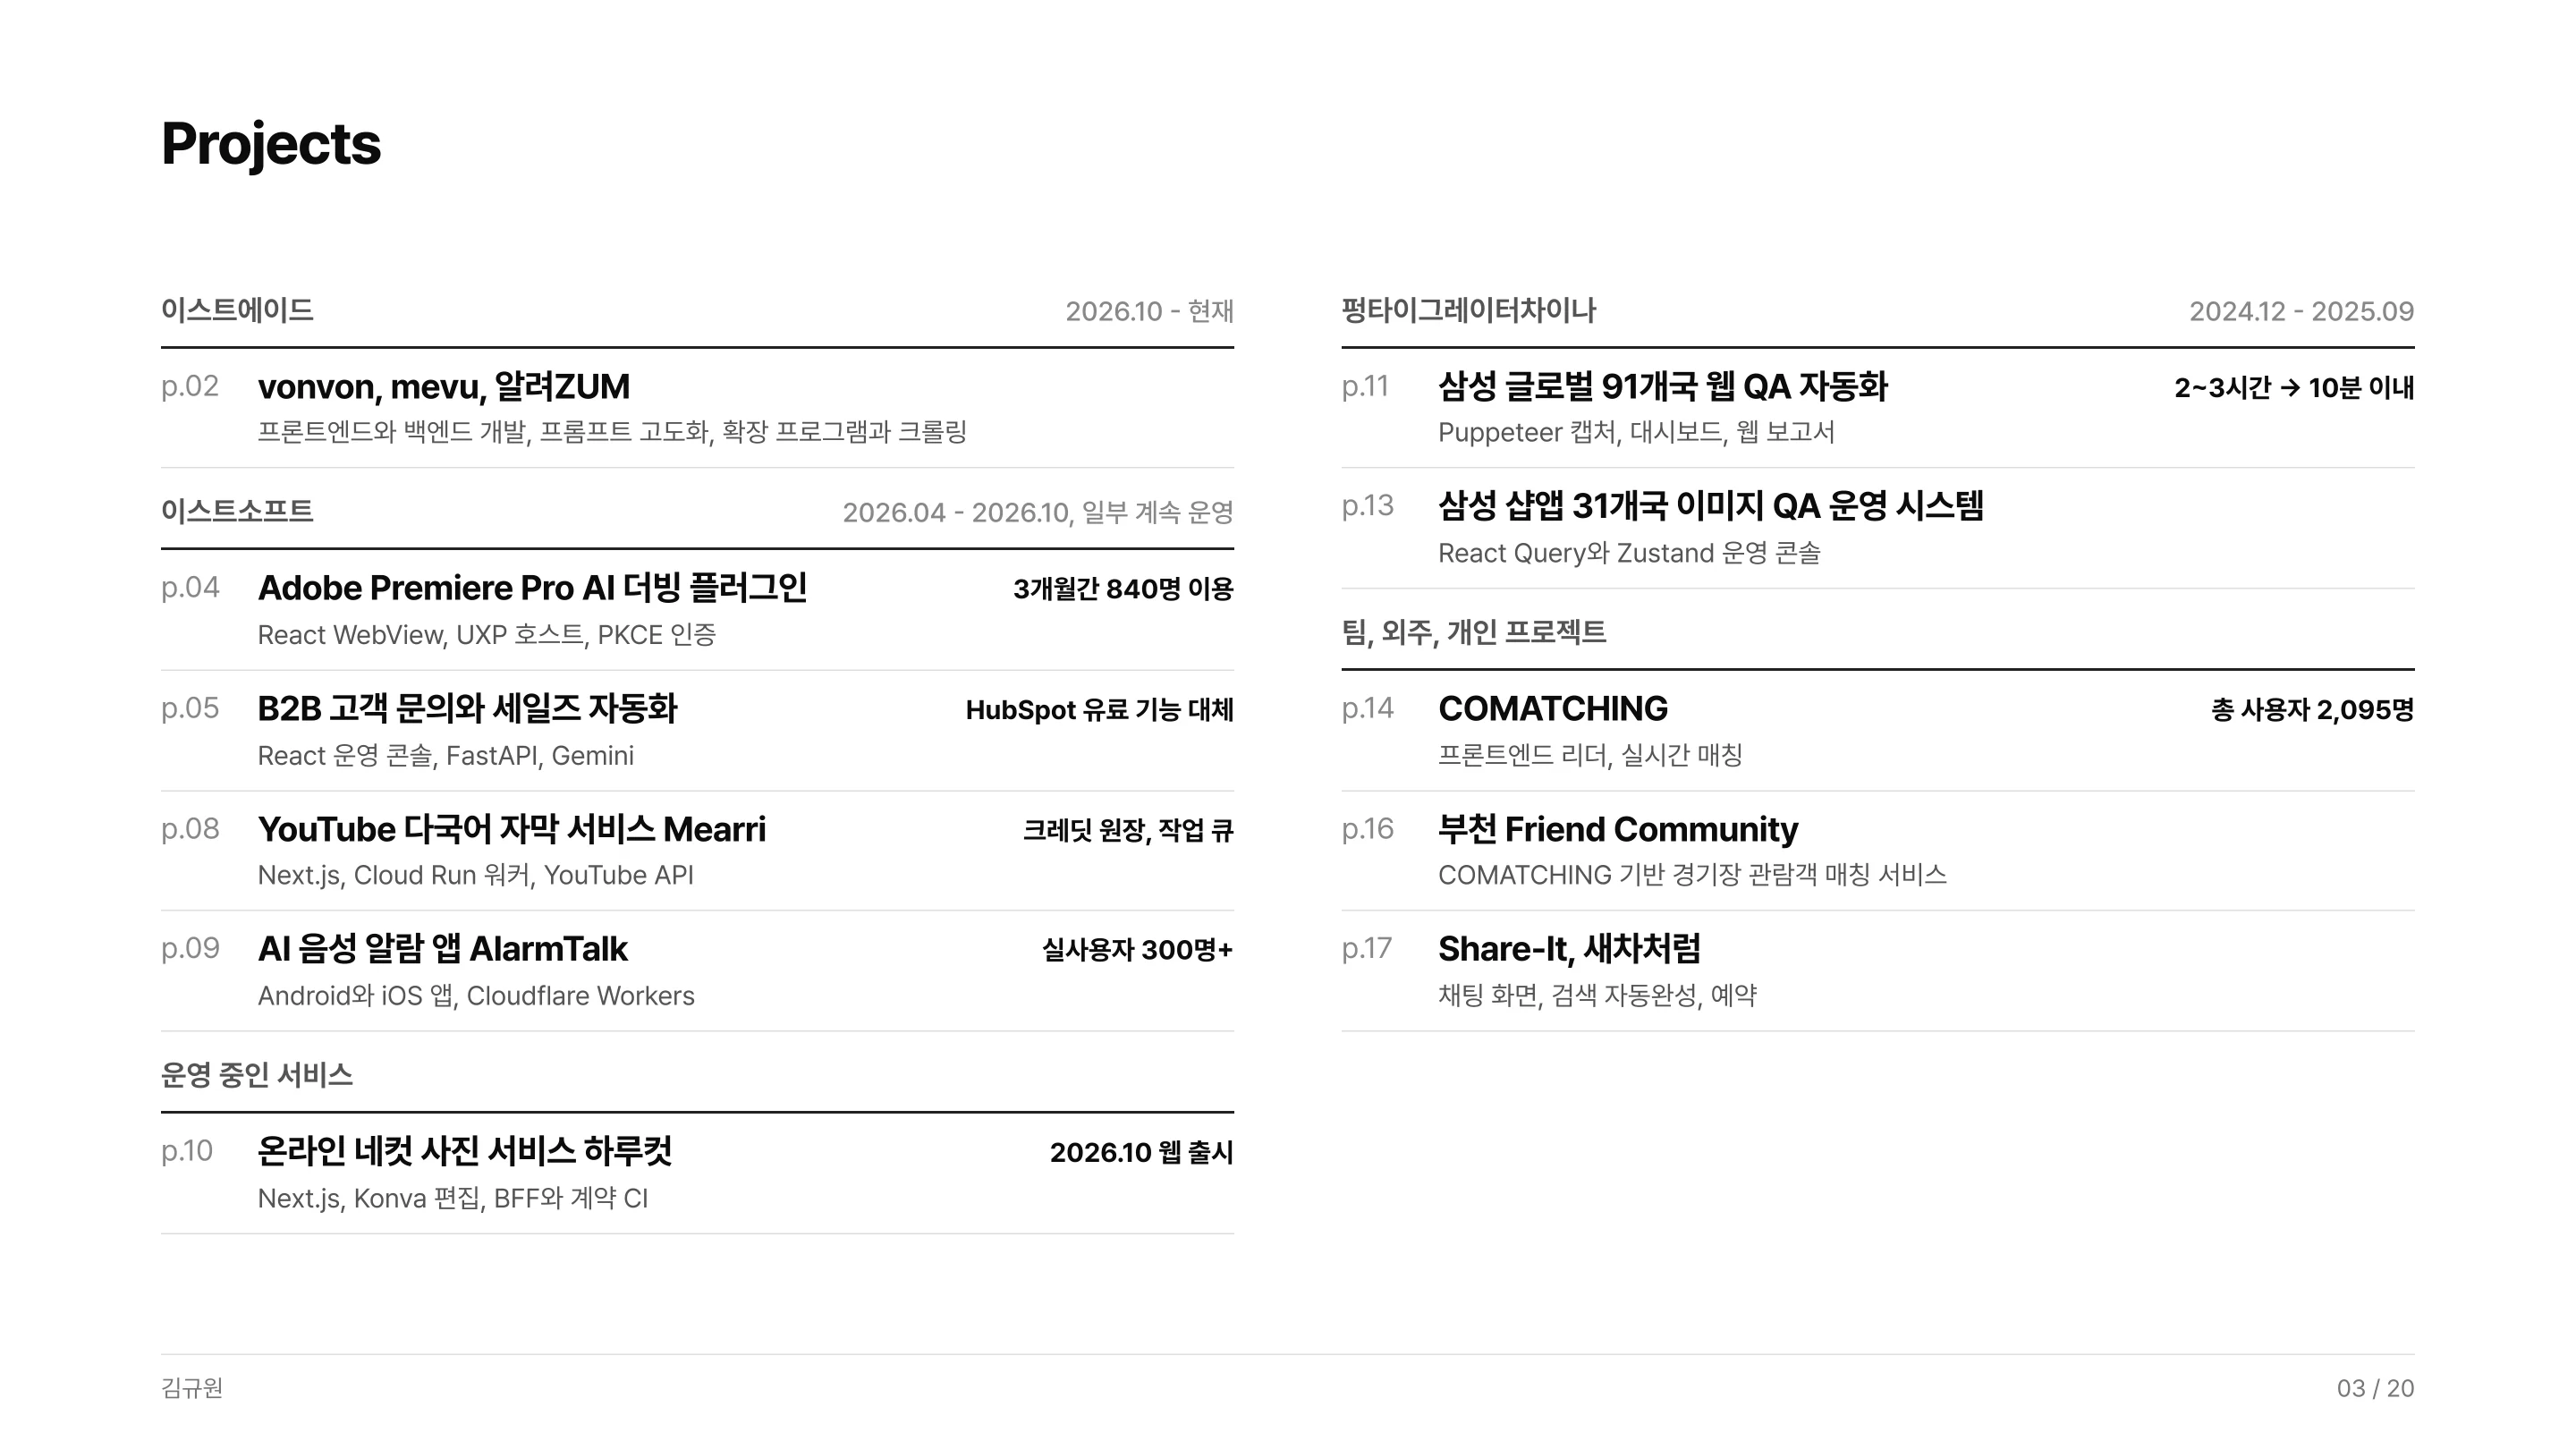 Projects
이스트에이드 2026.10 - 현재
p.02 vonvon, mevu, 알려ZUM
프론트엔드와 백엔드 개발, 프롬프트 고도화, 확장 프로그램과 크롤링
이스트소프트 2026.04 - 2026.10, 일부 계속 운영
p.04 Adobe Premiere Pro AI 더빙 플러그인 3개월간 840명 이용
React WebView, UXP 호스트, PKCE 인증
p.05 B2B 고객 문의와 세일즈 자동화 HubSpot 유료 기능 대체
React 운영 콘솔, FastAPI, Gemini
p.08 YouTube 다국어 자막 서비스 Mearri 크레딧 원장, 작업 큐
Next.js, Cloud Run 워커, YouTube API
p.09 AI 음성 알람 앱 AlarmTalk 실사용자 300명+
Android와 iOS 앱, Cloudflare Workers
운영 중인 서비스
p.10 온라인 네컷 사진 서비스 하루컷 2026.10 웹 출시
Next.js, Konva 편집, BFF와 계약 CI
펑타이그레이터차이나 2024.12 - 2025.09
p.11 삼성 글로벌 91개국 웹 QA 자동화 2~3시간 → 10분 이내
Puppeteer 캡처, 대시보드, 웹 보고서
p.13 삼성 샵앱 31개국 이미지 QA 운영 시스템
React Query와 Zustand 운영 콘솔
팀, 외주, 개인 프로젝트
p.14 COMATCHING 총 사용자 2,095명
프론트엔드 리더, 실시간 매칭
p.16 부천 Friend Community
COMATCHING 기반 경기장 관람객 매칭 서비스
p.17 Share-It, 새차처럼
채팅 화면, 검색 자동완성, 예약
김규원 03 / 20